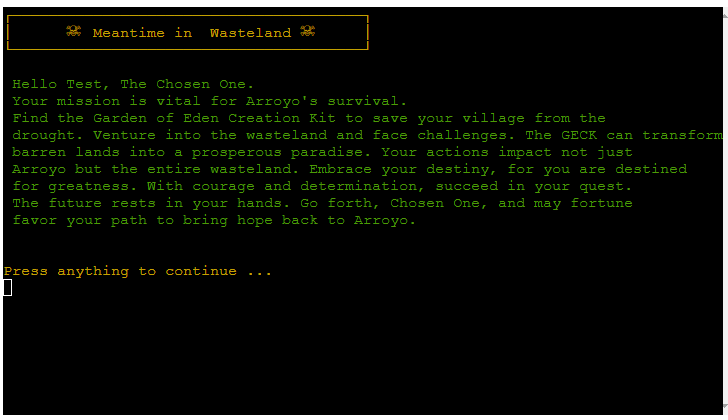 ☠ Meantime in  Wasteland ☠
Hello Test, The Chosen One.
Your mission is vital for Arroyo's survival.
Find the Garden of Eden Creation Kit to save your village from the
drought. Venture into the wasteland and face challenges. The GECK can transform
barren lands into a prosperous paradise. Your actions impact not just
Arroyo but the entire wasteland. Embrace your destiny, for you are destined
for greatness. With courage and determination, succeed in your quest.
The future rests in your hands. Go forth, Chosen One, and may fortune
favor your path to bring hope back to Arroyo.
Press anything to continue ...